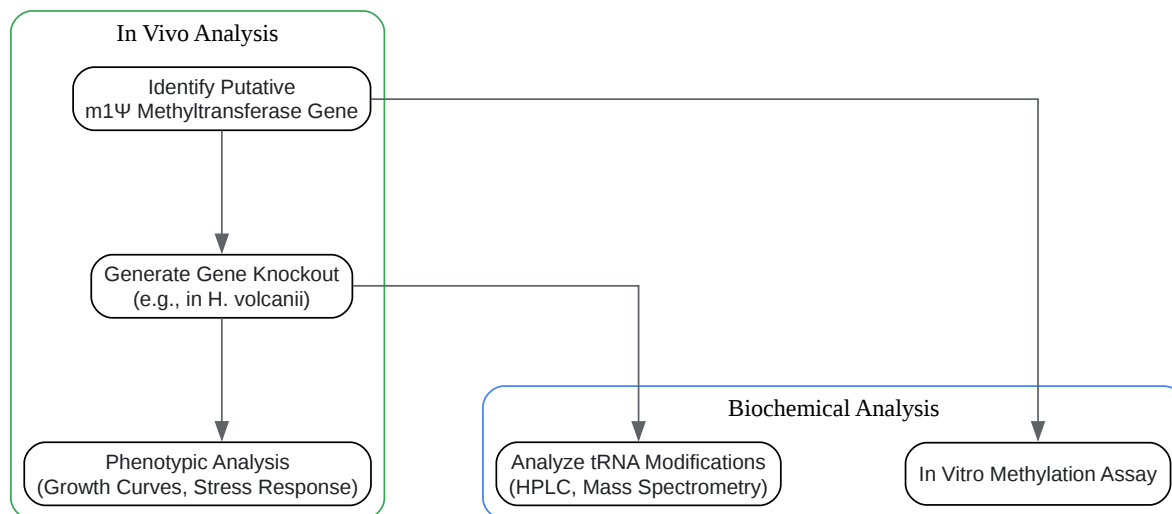 In Vivo Analysis
Identify Putative
m1Ψ Methyltransferase Gene
Generate Gene Knockout
(e.g., in H. volcanii)
Biochemical Analysis
Phenotypic Analysis
(Growth Curves, Stress Response)
Analyze tRNA Modifications
(HPLC, Mass Spectrometry)
In Vitro Methylation Assay